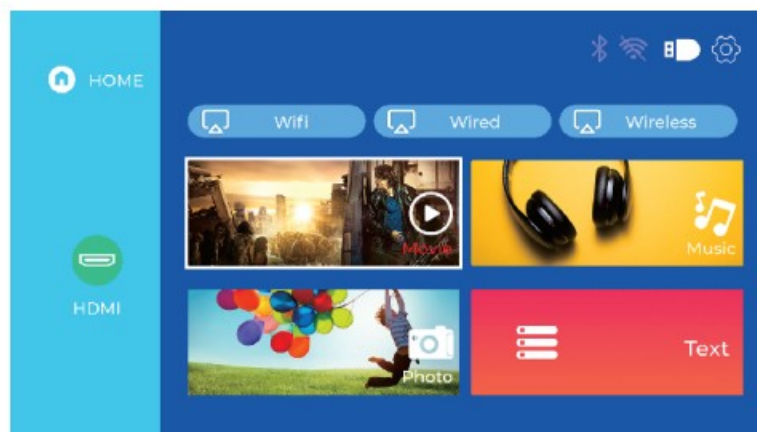 HOME
Wifi
Wired
Wireless
Movie
Music
HDMI
Photo
Text